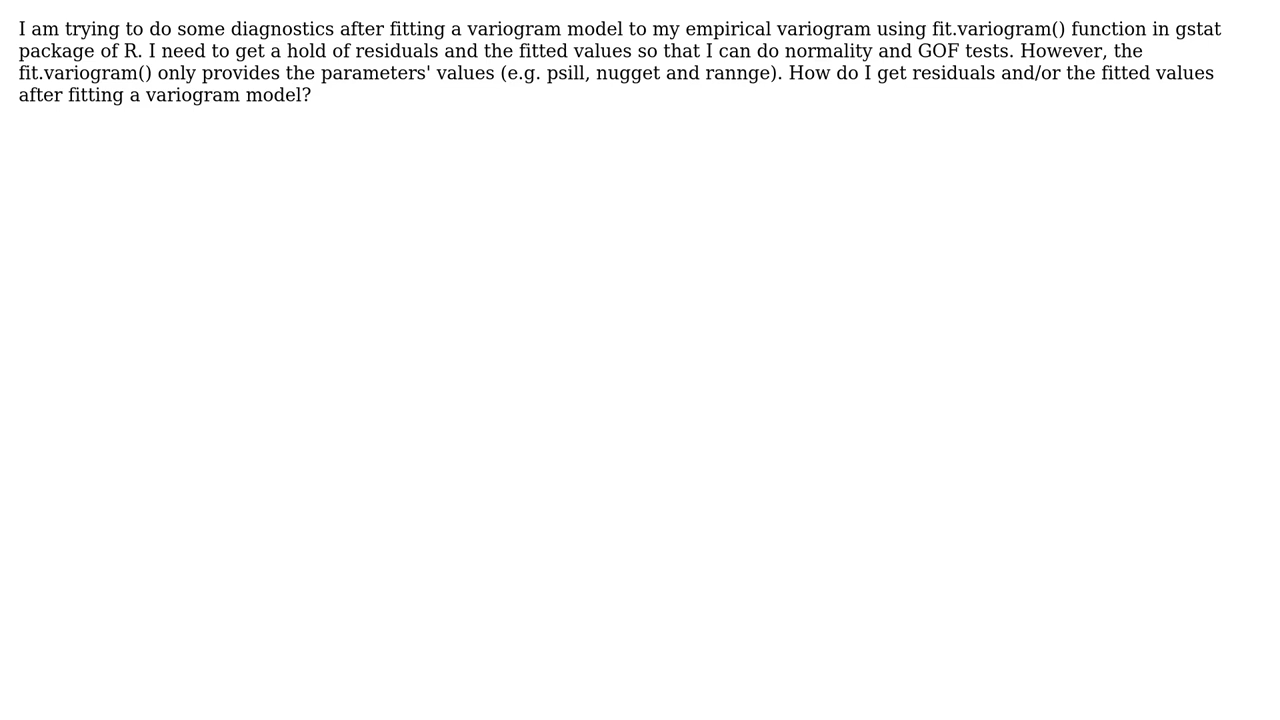 I am trying to do some diagnostics after fitting a variogram model to my empirical variogram using fit.variogram() function in gstat
package of R. I need to get a hold of residuals and the fitted values so that I can do normality and GOF tests. However, the
fit.variogram() only provides the parameters' values (e.g. psill, nugget and rannge). How do I get residuals and/or the fitted values
after fitting a variogram model?